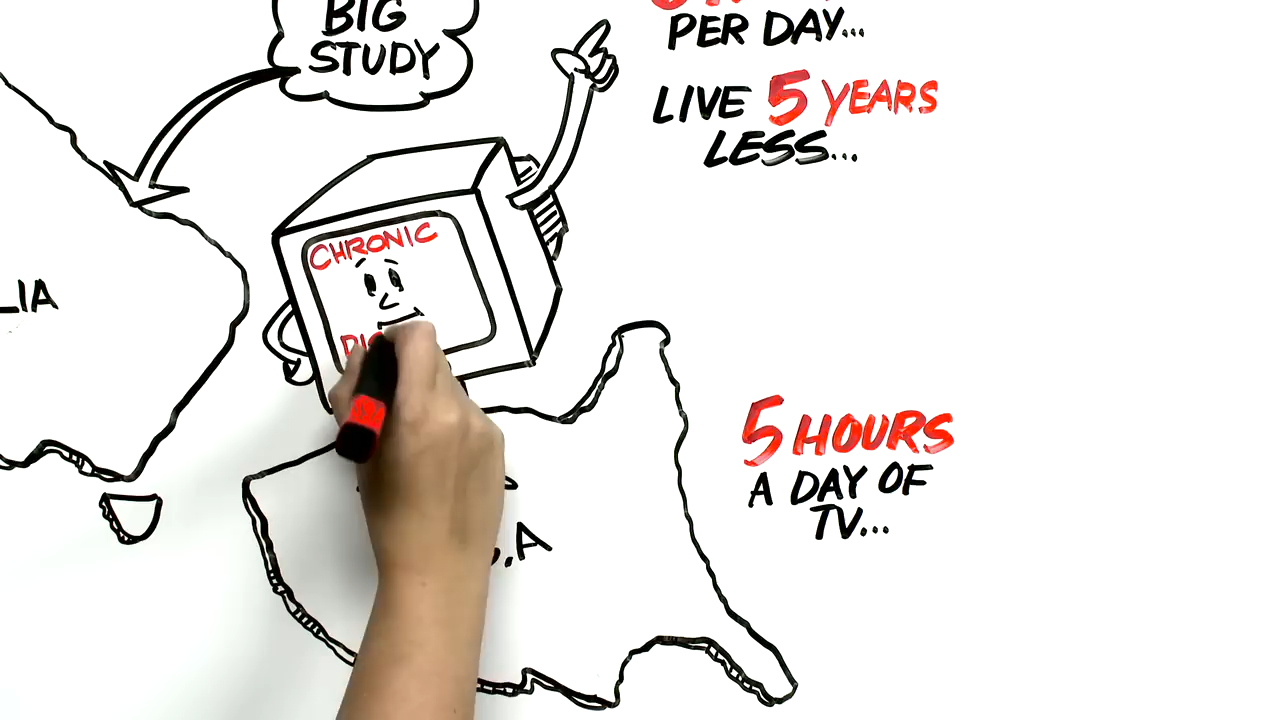 BIG
STUDY
PER DAY...
LIVE 5 YEARS
LESS...
CHRONIC
5 HOURS
A DAY OF
TV...